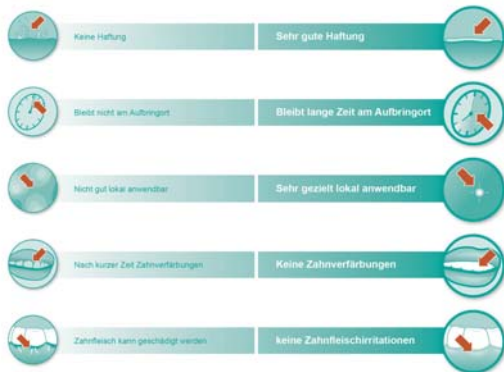 Keine Haftung
Sehr gute Haftung
Bleibt nicht am Aufbringort
Bleibt lange Zeit am Aufbringort
Nicht gut lokal anwendbar
Sehr gezielt lokal anwendbar
Nach kurzer Zeit Zahnverfärbungen
Keine Zahnverfärbungen
Zahnfleisch kann geschädigt werden
keine Zahnfleischirritationen